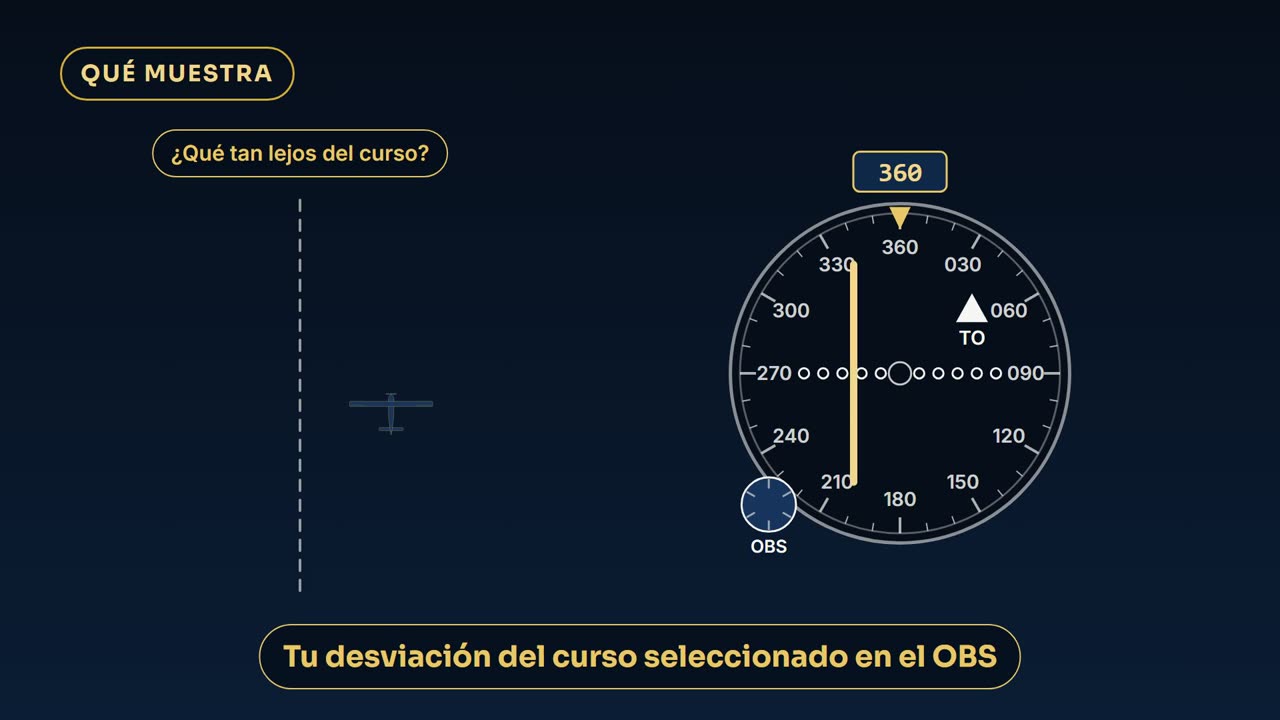 QUÉ MUESTRA
¿Qué tan lejos del curso?
360
360
330
030
300
060
TO
270
090
240
120
210
150
180
OBS
Tu desviación del curso seleccionado en el OBS